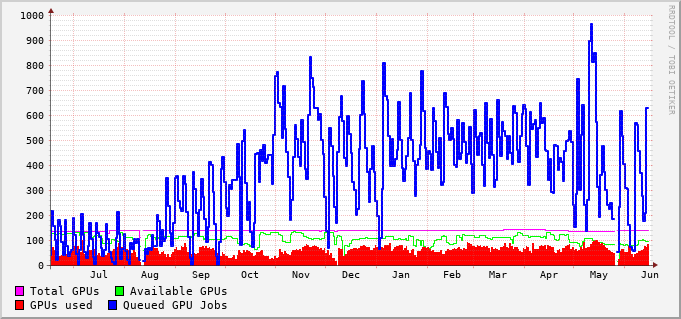 1000
900
800
700
600
500
400
300
200
100
0
Jul Aug Sep Oct Nov Dec Jan Feb Mar Apr May Jun
Total GPUs Available GPUs
GPUs used Queued GPU Jobs
RRDTOOL / TOBI OETIKER